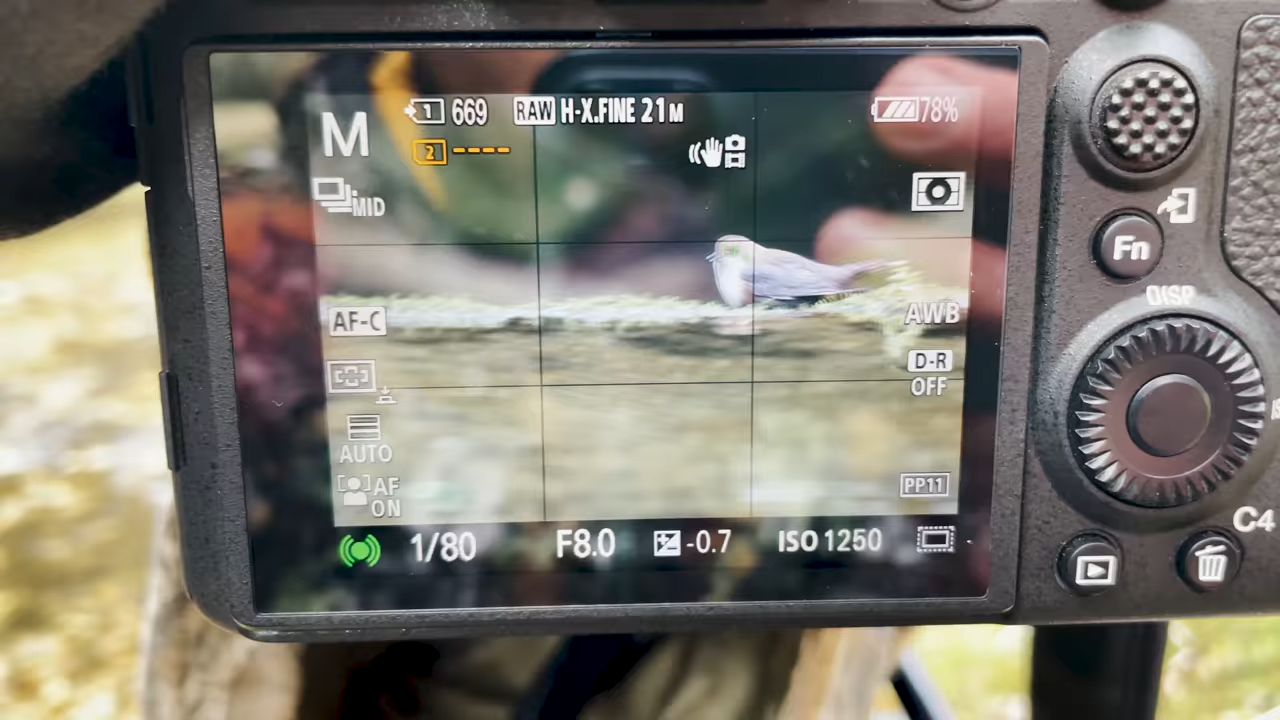 M
1 669 RAW H-X.FINE 21M 78%
2 ----
MID
Fn
DISP
AF-C
AWB
D-R
OFF
AUTO
AF
ON
PP11
1/80 F8.0 -0.7 ISO 1250
C4